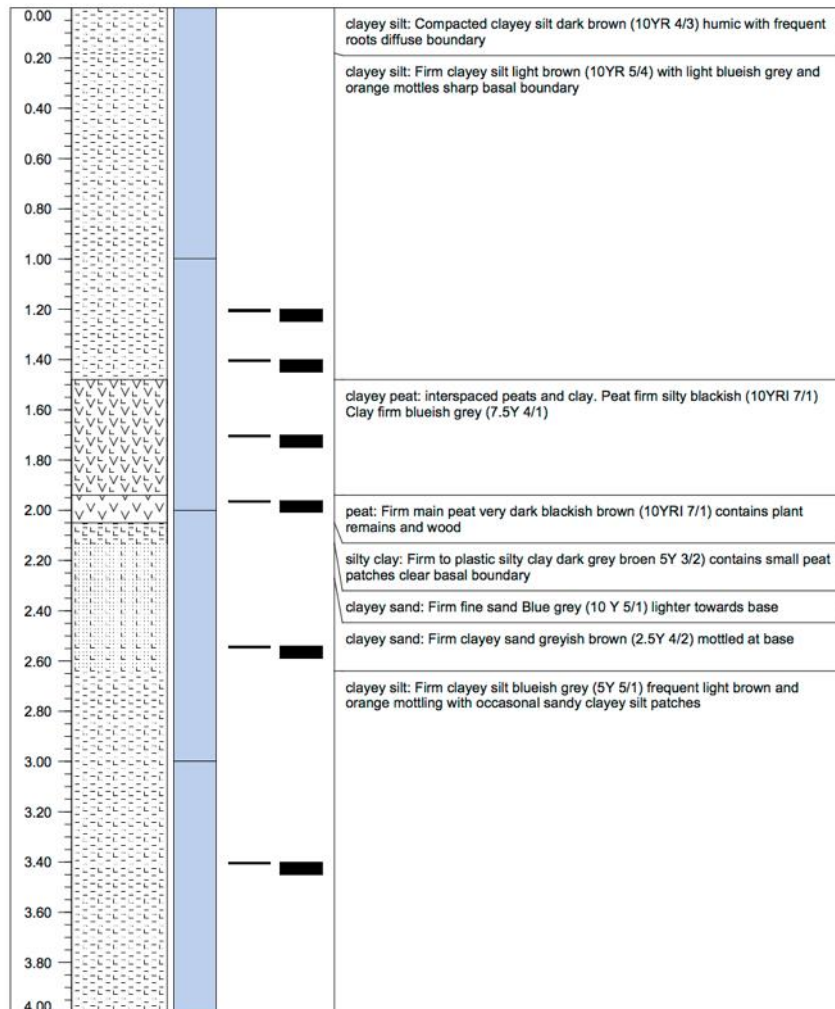 0.00
0.20
0.40
0.60
0.80
1.00
1.20
1.40
1.60
1.80
2.00
2.20
2.40
2.60
2.80
3.00
3.20
3.40
3.60
3.80
4.00
clayey silt: Compacted clayey silt dark brown (10YR 4/3) humic with frequent
roots diffuse boundary
clayey silt: Firm clayey silt light brown (10YR 5/4) with light blueish grey and
orange mottles sharp basal boundary
clayey peat: interspaced peats and clay. Peat firm silty blackish (10YRI 7/1)
Clay firm blueish grey (7.5Y 4/1)
peat: Firm main peat very dark blackish brown (10YRI 7/1) contains plant
remains and wood
silty clay: Firm to plastic silty clay dark grey broen 5Y 3/2) contains small peat
patches clear basal boundary
clayey sand: Firm fine sand Blue grey (10 Y 5/1) lighter towards base
clayey sand: Firm clayey sand greyish brown (2.5Y 4/2) mottled at base
clayey silt: Firm clayey silt blueish grey (5Y 5/1) frequent light brown and
orange mottling with occasonal sandy clayey silt patches